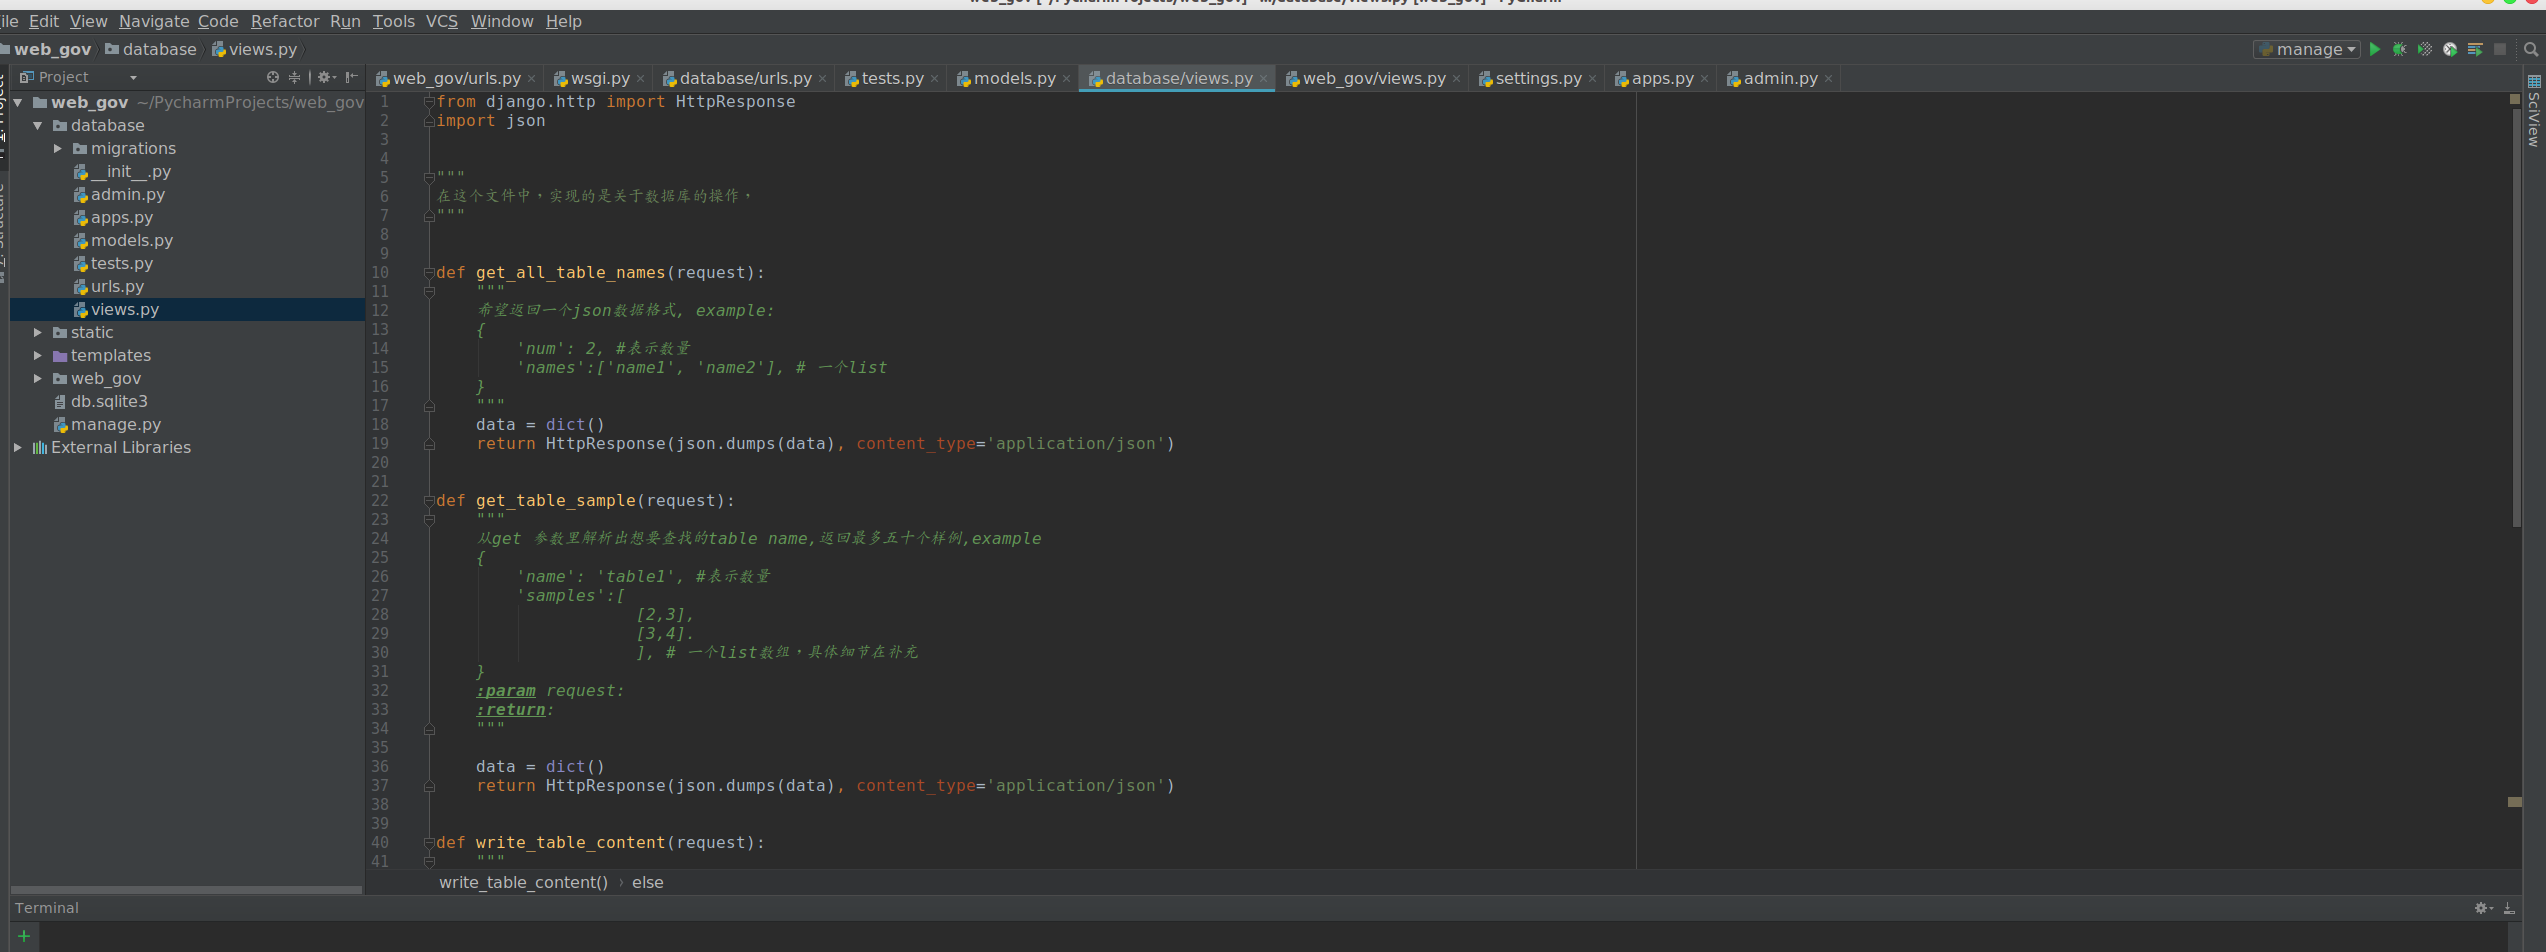 ile Edit View Navigate Code Refactor Run Tools VCS Window Help
web_gov database views.py manage
Project
web_gov/urls.py wsgi.py database/urls.py tests.py models.py database/views.py web_gov/views.py settings.py apps.py admin.py
web_gov ~/PycharmProjects/web_gov
database
migrations
__init__.py
admin.py
apps.py
models.py
tests.py
urls.py
views.py
static
templates
web_gov
db.sqlite3
manage.py
External Libraries
1 from django.http import HttpResponse
2 import json
3
4
5 """
6 在这个文件中，实现的是关于数据库的操作，
7 """
8
9
10 def get_all_table_names(request):
11 """
12 希望返回一个json数据格式, example:
13 {
14 'num': 2, #表示数量
15 'names':['name1', 'name2'], # 一个list
16 }
17 """
18 data = dict()
19 return HttpResponse(json.dumps(data), content_type='application/json')
20
21
22 def get_table_sample(request):
23 """
24 从get 参数里解析出想要查找的table name,返回最多五十个样例,example
25 {
26 'name': 'table1', #表示数量
27 'samples':[
28 [2,3],
29 [3,4].
30 ], # 一个list数组，具体细节在补充
31 }
32 :param request:
33 :return:
34 """
35
36 data = dict()
37 return HttpResponse(json.dumps(data), content_type='application/json')
38
39
40 def write_table_content(request):
41 """
write_table_content() › else
Terminal
SciView